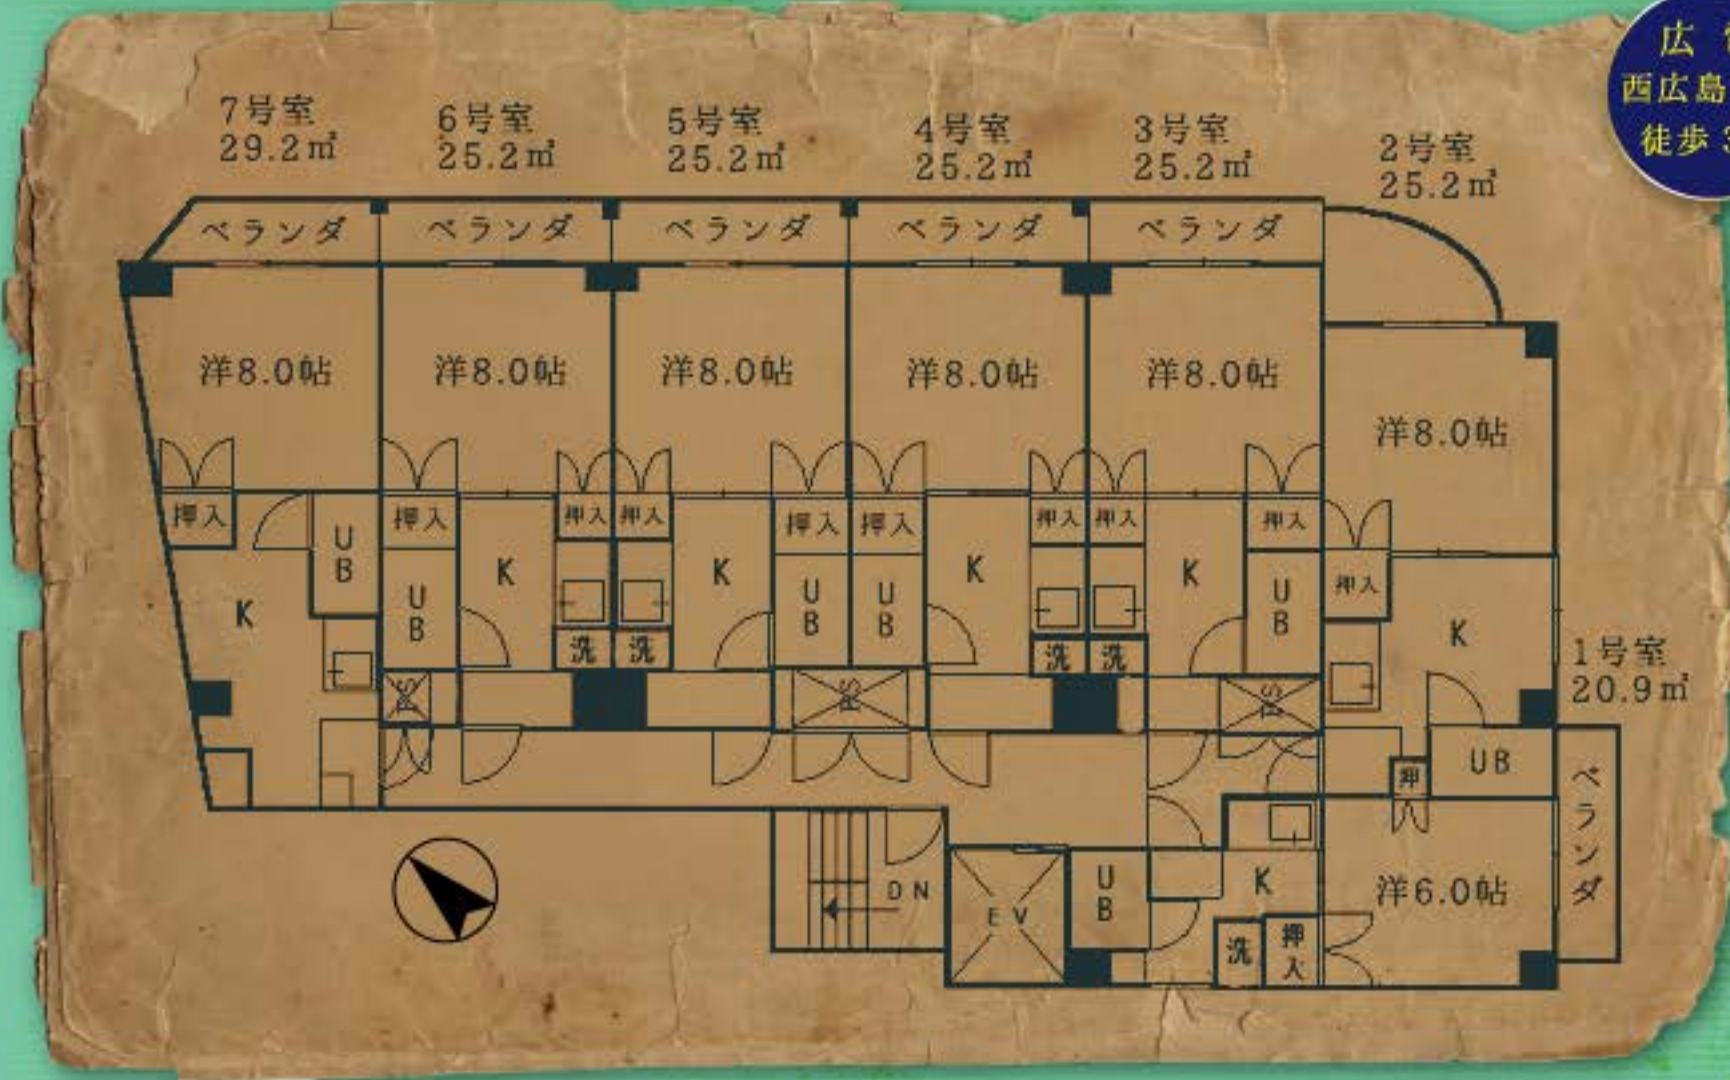 広
西広島
徒歩
7号室
29.2㎡
6号室
25.2㎡
5号室
25.2㎡
4号室
25.2㎡
3号室
25.2㎡
2号室
25.2㎡
ベランダ
ベランダ
ベランダ
ベランダ
ベランダ
洋8.0帖
洋8.0帖
洋8.0帖
洋8.0帖
洋8.0帖
洋8.0帖
押入
UB
押入
押入
押入
押入
押入
押入
押入
押入
押入
K
UB
K
K
UB
UB
K
K
UB
K
洗
洗
洗
洗
1号室
20.9㎡
PS
PS
押
UB
ベランダ
DN
EV
UB
K
洗
押入
洋6.0帖